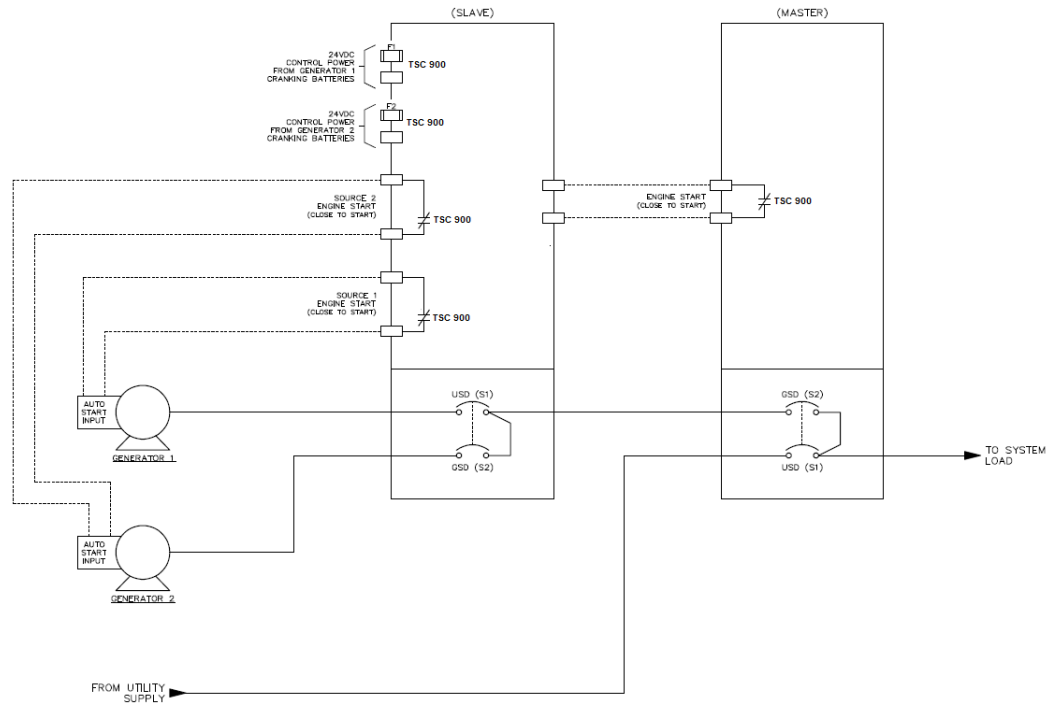 (SLAVE)
(MASTER)
F1
24VDC
CONTROL POWER
FROM GENERATOR 1
CRANKING BATTERIES
TSC 900
F2
24VDC
CONTROL POWER
FROM GENERATOR 2
CRANKING BATTERIES
TSC 900
SOURCE 2
ENGINE START
(CLOSE TO START)
TSC 900
ENGINE START
(CLOSE TO START)
TSC 900
SOURCE 1
ENGINE START
(CLOSE TO START)
TSC 900
AUTO
START
INPUT
GENERATOR 1
USD (S1)
GSD (S2)
GSD (S2)
USD (S1)
TO SYSTEM
LOAD
AUTO
START
INPUT
GENERATOR 2
FROM UTILITY
SUPPLY